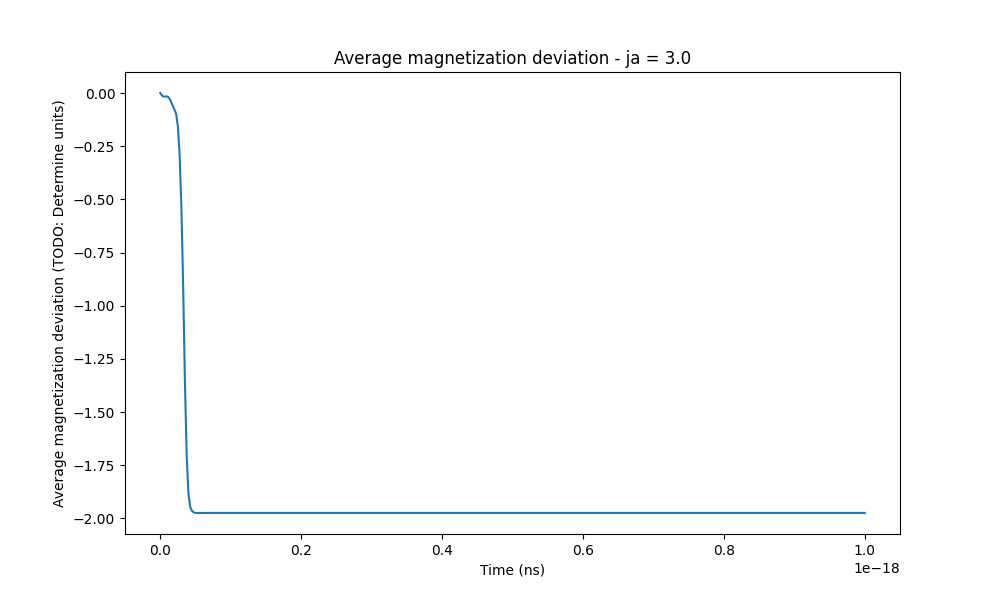 Average magnetization deviation - ja = 3.0
Average magnetization deviation (TODO: Determine units)
0.00
−0.25
−0.50
−0.75
−1.00
−1.25
−1.50
−1.75
−2.00
0.0 0.2 0.4 0.6 0.8 1.0
1e−18
Time (ns)